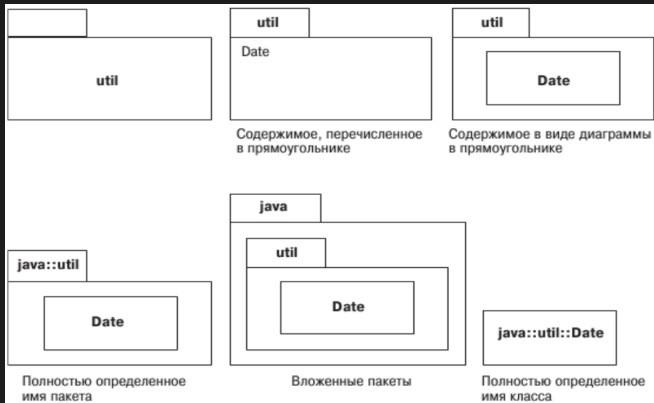 util
util
Date
Содержимое, перечисленное
в прямоугольнике
util
Date
Содержимое в виде диаграммы
в прямоугольнике
java::util
Date
Полностью определенное
имя пакета
java
util
Date
Вложенные пакеты
java::util::Date
Полностью определенное
имя класса